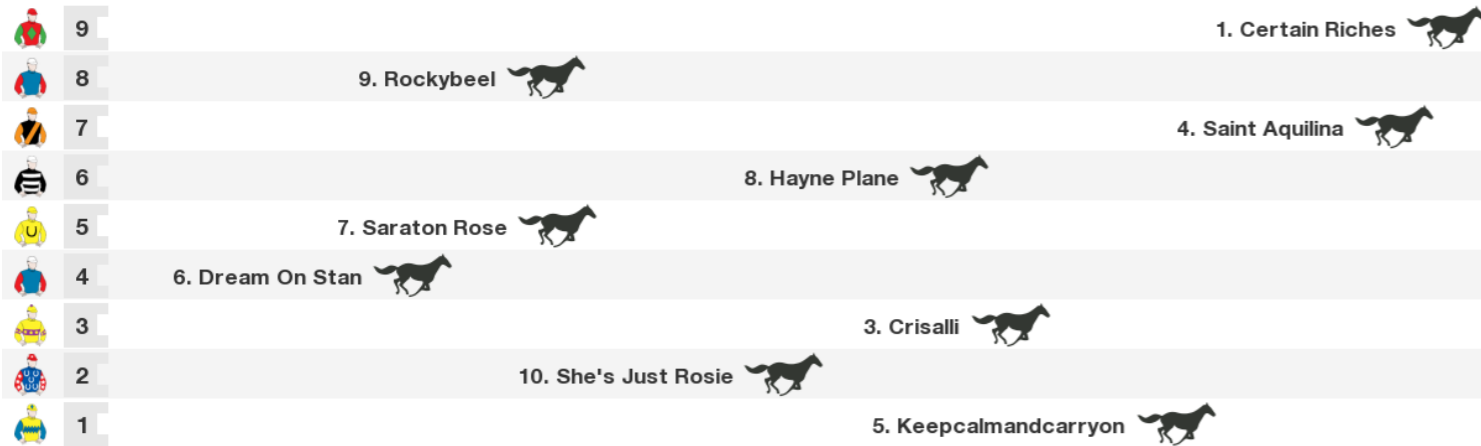 9 1. Certain Riches
8 9. Rockybeel
7 4. Saint Aquilina
6 8. Hayne Plane
5 7. Saraton Rose
4 6. Dream On Stan
3 3. Crisalli
2 10. She's Just Rosie
1 5. Keepcalmandcarryon